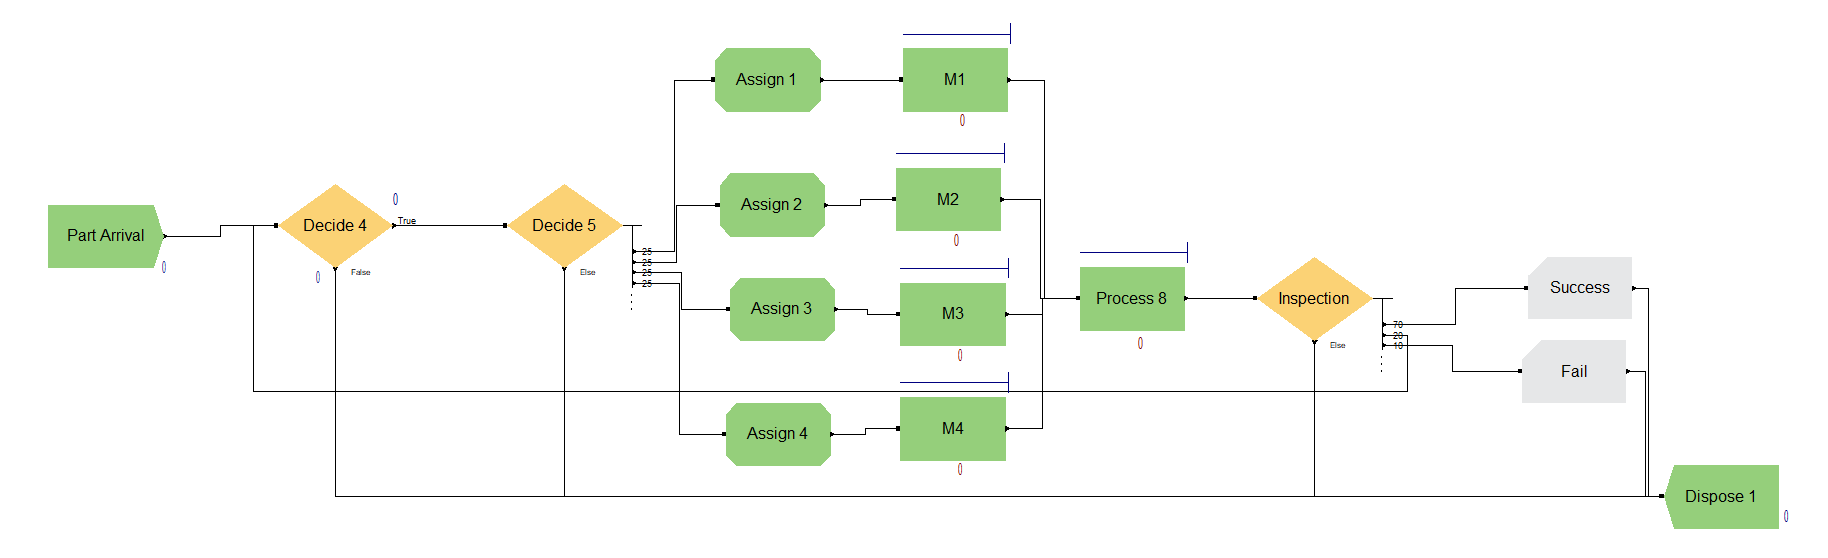 Part Arrival
0
Decide 4
0
True
0
False
Decide 5
25
25
25
25
Else
Assign 1
M1
0
Assign 2
M2
0
Assign 3
M3
0
Assign 4
M4
0
Process 8
0
Inspection
70
20
10
Else
Success
Fail
Dispose 1
0